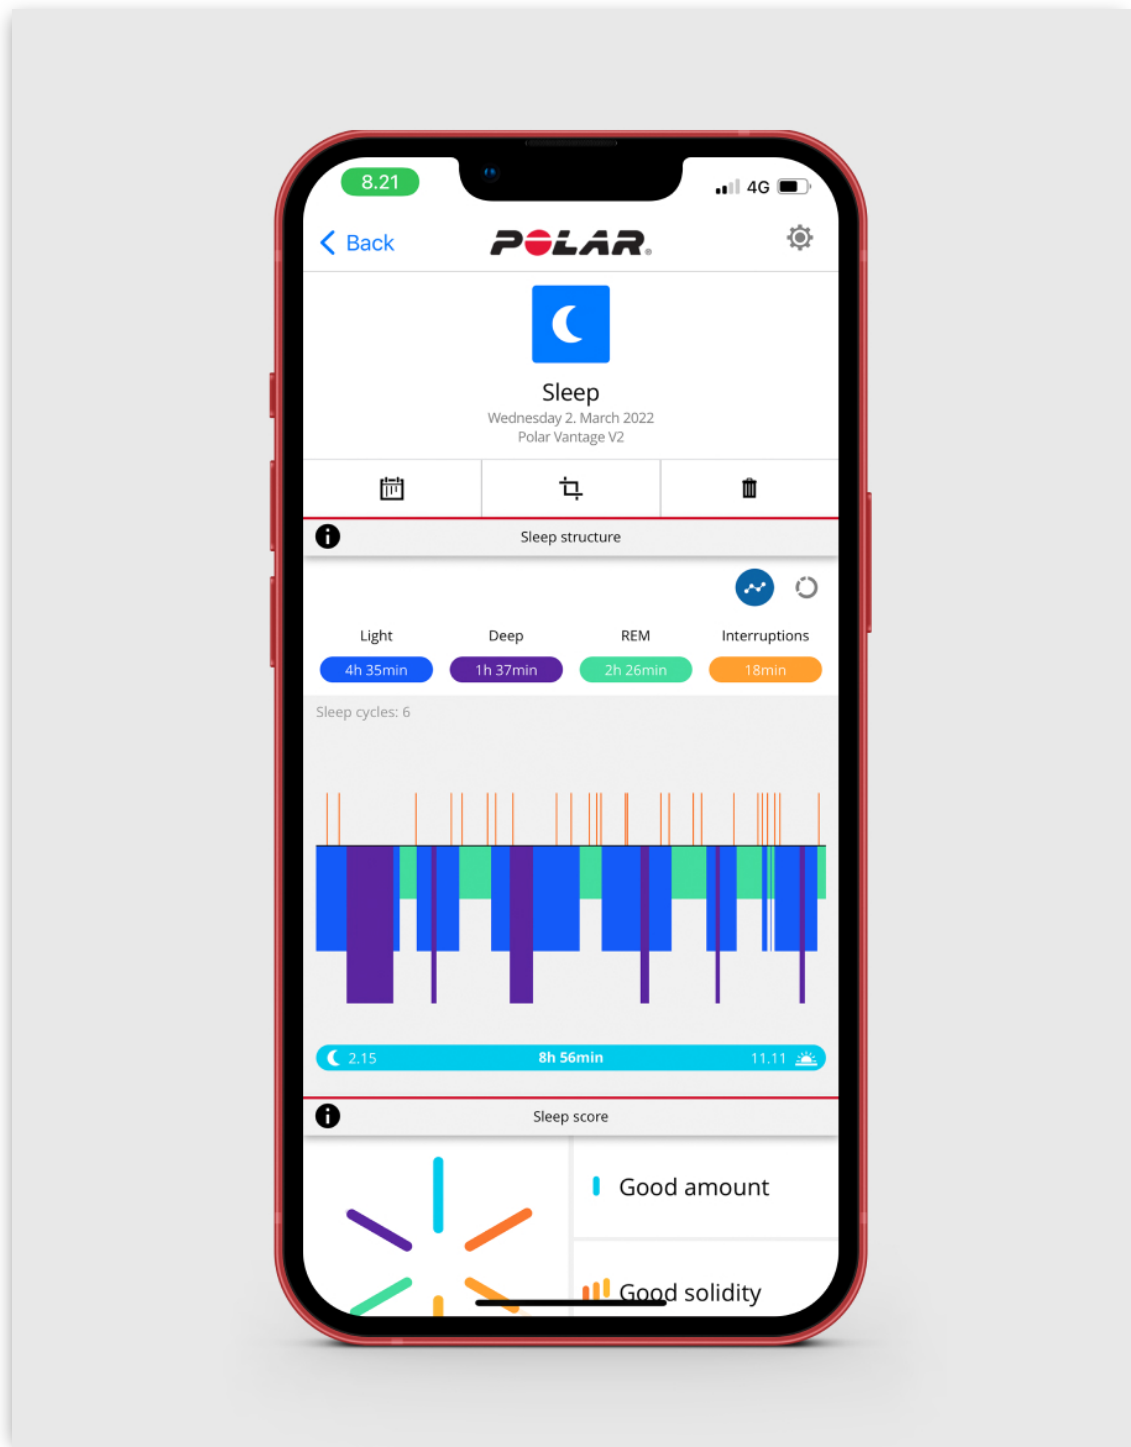 8.21
4G
Back
POLAR®
Sleep
Wednesday 2. March 2022
Polar Vantage V2
Sleep structure
Light Deep REM Interruptions
4h 35min 1h 37min 2h 26min 18min
Sleep cycles: 6
2.15 8h 56min 11.11
Sleep score
Good amount
Good solidity